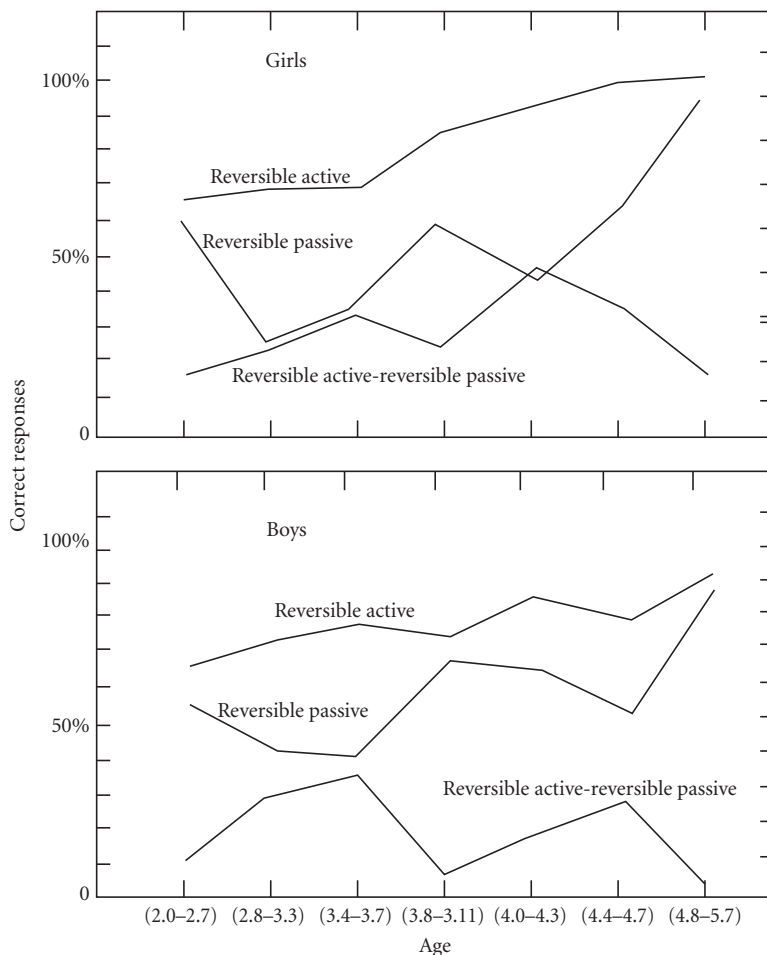 Girls
100%
Reversible active
Reversible passive
50%
Reversible active-reversible passive
0
Correct responses
Boys
100%
Reversible active
Reversible passive
50%
Reversible active-reversible passive
0
(2.0–2.7) (2.8–3.3) (3.4–3.7) (3.8–3.11) (4.0–4.3) (4.4–4.7) (4.8–5.7)
Age